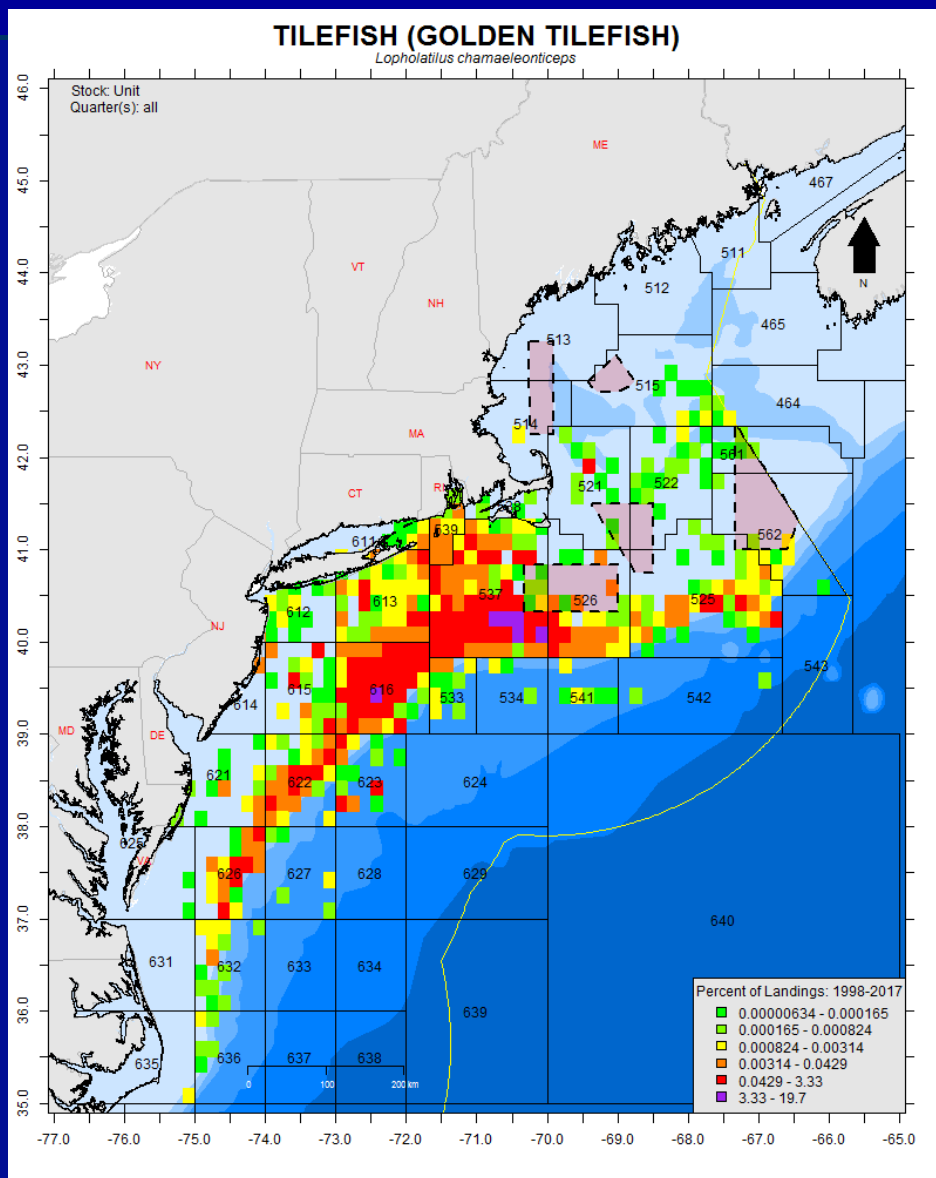 TILEFISH (GOLDEN TILEFISH)
Lopholatilus chamaeleonticeps
Stock: Unit
Quarter(s): all
46.0
45.0
44.0
43.0
42.0
41.0
40.0
39.0
38.0
37.0
36.0
35.0
ME
VT
NH
NY
MA
CT
NJ
MD
DE
VA
N
467
511
512
465
513
515
464
514
561
521
522
562
539
611
537
526
525
612
613
543
615
616
533
534
541
542
614
621
622
623
624
625
626
627
628
629
640
631
632
633
634
639
635
636
637
638
0 100 200 km
Percent of Landings: 1998-2017
0.00000634 - 0.000165
0.000165 - 0.000824
0.000824 - 0.00314
0.00314 - 0.0429
0.0429 - 3.33
3.33 - 19.7
-77.0 -76.0 -75.0 -74.0 -73.0 -72.0 -71.0 -70.0 -69.0 -68.0 -67.0 -66.0 -65.0